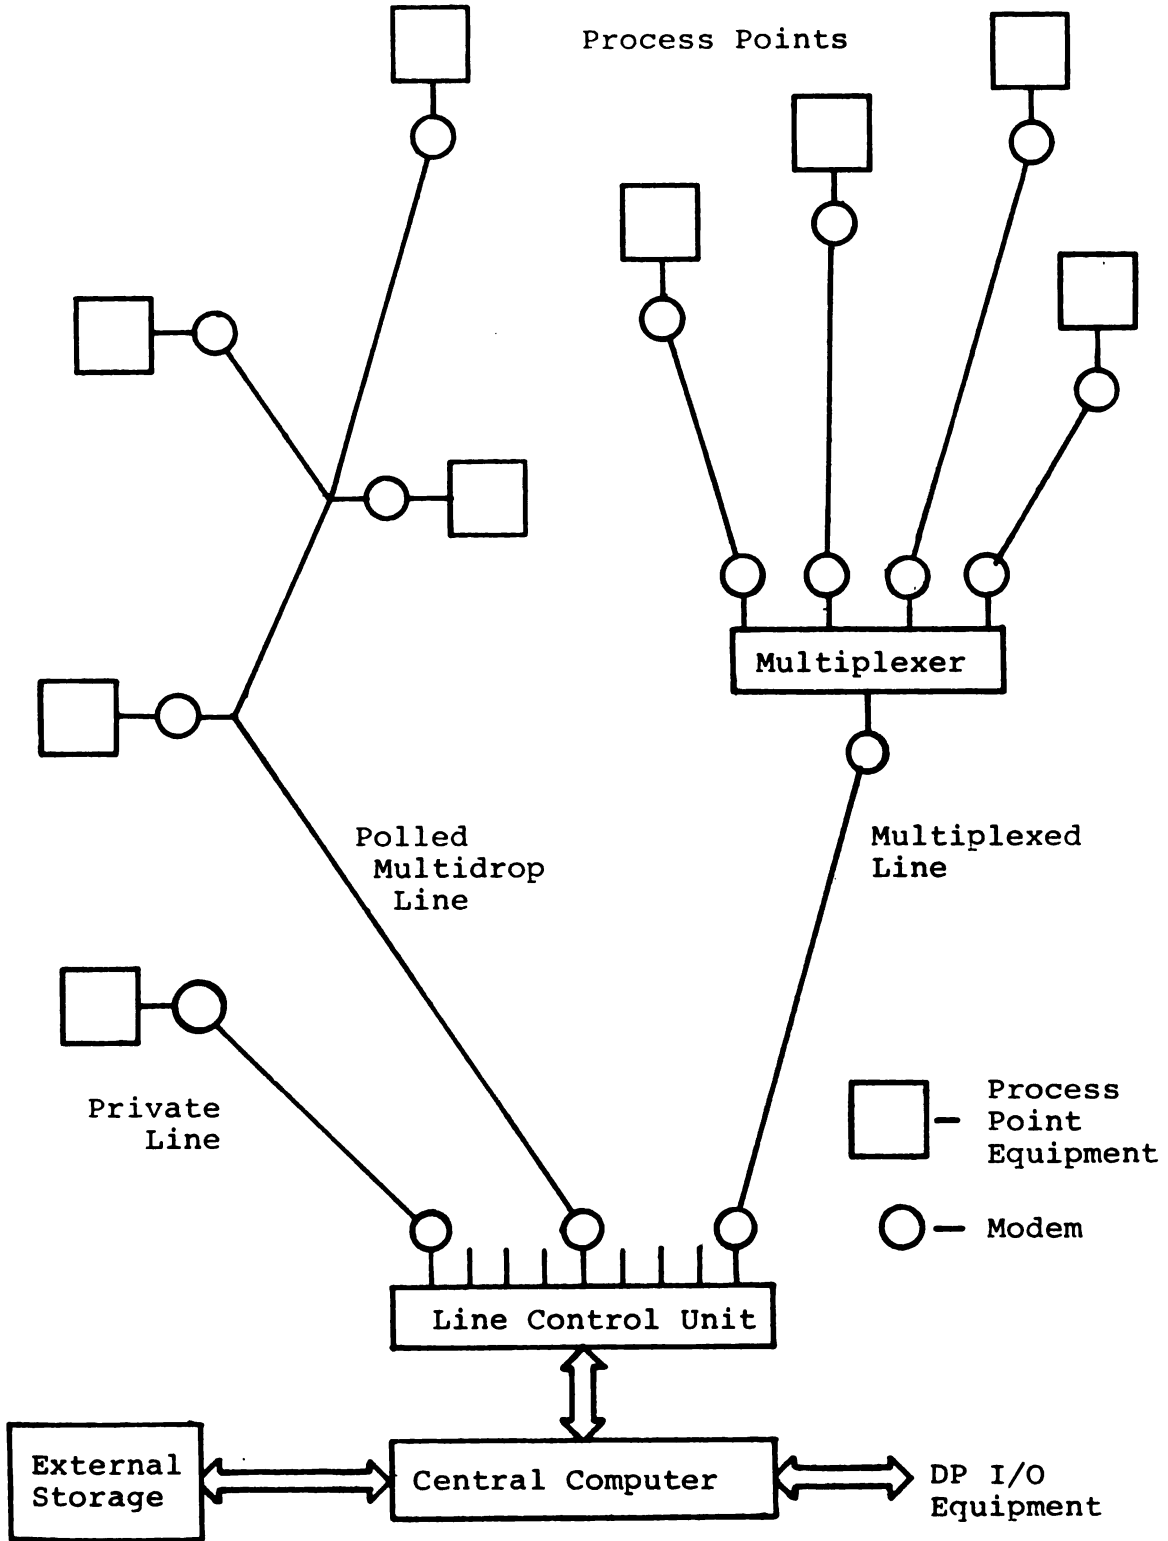 Process Points
Multiplexer
Polled
Multidrop
Line
Multiplexed
Line
Private
Line
Process
Point
Equipment
Modem
Line Control Unit
External
Storage
Central Computer
DP I/O
Equipment